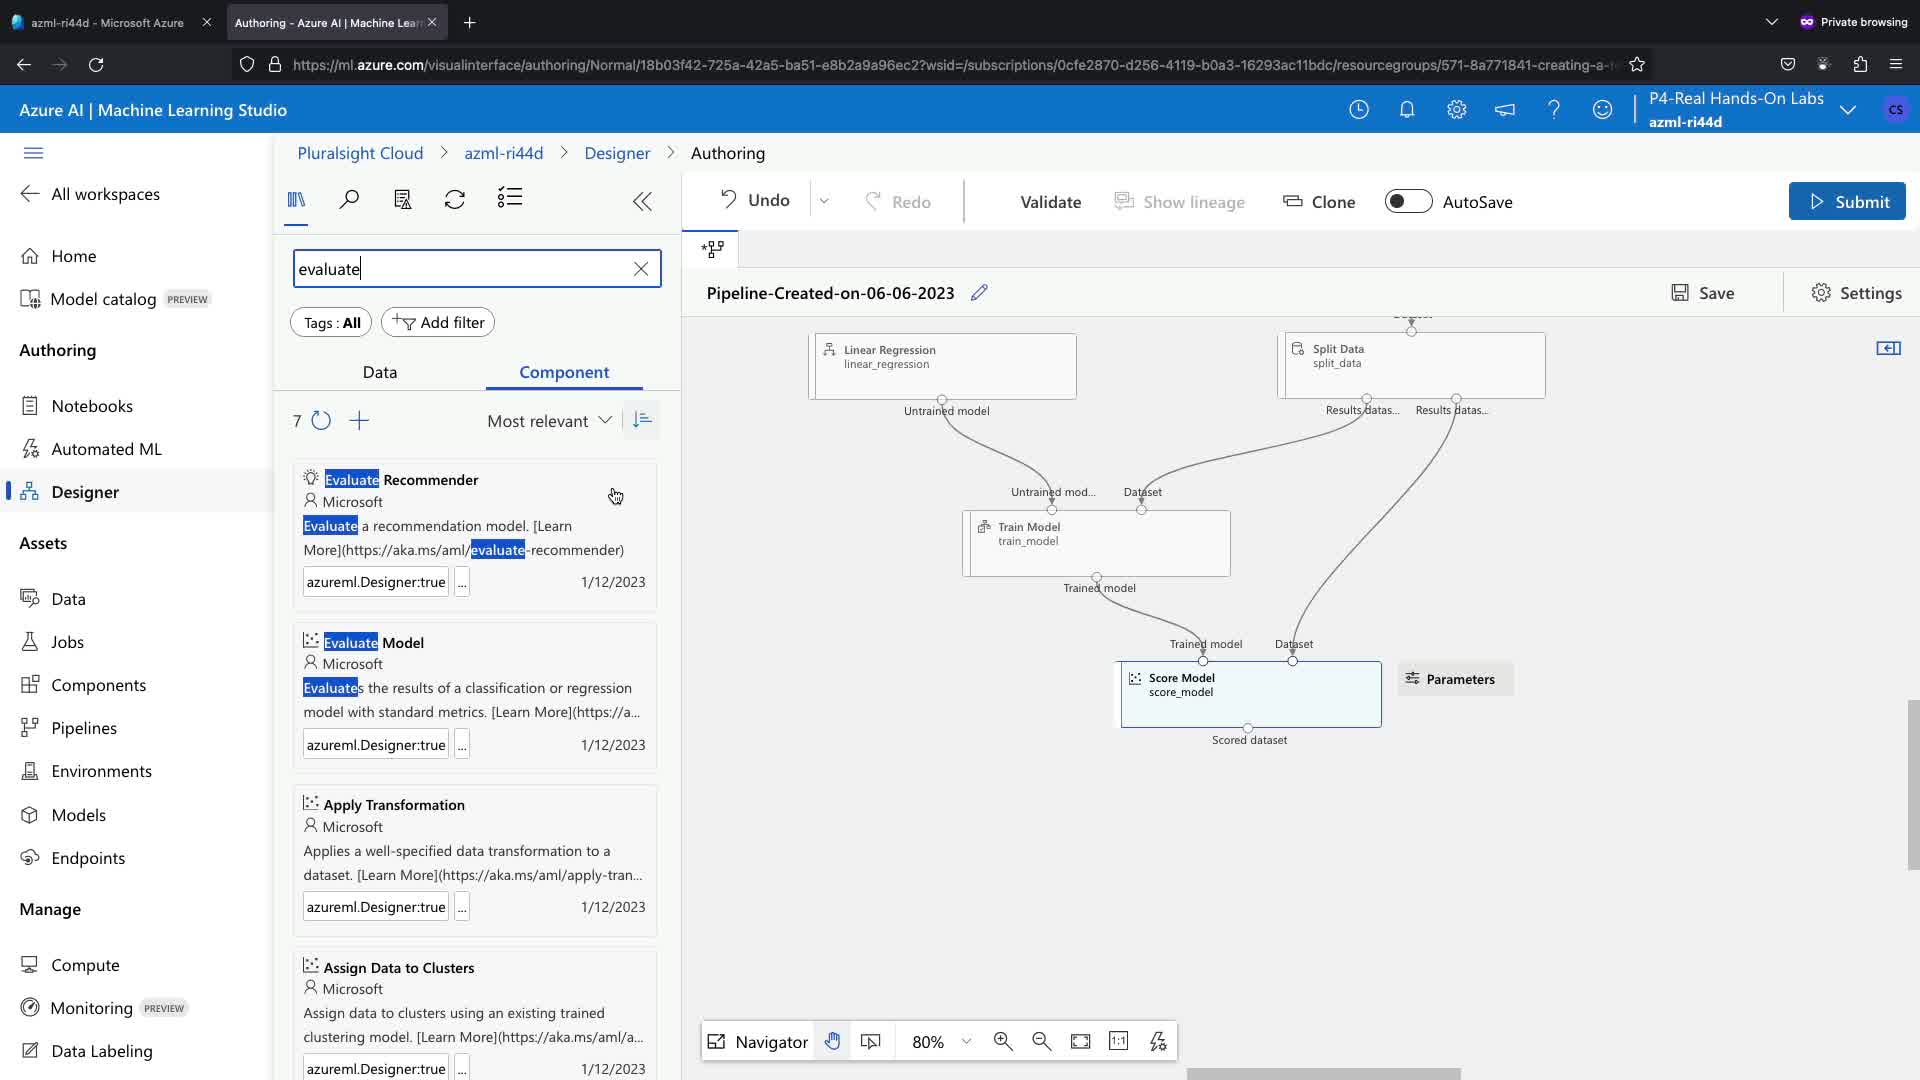 azml-ri44d - Microsoft Azure
Authoring - Azure AI | Machine Lear
Private browsing
https://ml.azure.com/visualinterface/authoring/Normal/18b03f42-725a-42a5-ba51-e8b2a9a96ec2?wsid=/subscriptions/0cfe2870-d256-4119-b0a3-16293ac11bdc/resourcegroups/571-8a771841-creating-a-
Azure AI | Machine Learning Studio
P4-Real Hands-On Labs
azml-ri44d
CS
Pluralsight Cloud > azml-ri44d > Designer > Authoring
All workspaces
Home
Model catalog PREVIEW
Authoring
Notebooks
Automated ML
Designer
Assets
Data
Jobs
Components
Pipelines
Environments
Models
Endpoints
Manage
Compute
Monitoring PREVIEW
Data Labeling
evaluate
Tags : All
Add filter
Data
Component
7
Most relevant
Evaluate Recommender
Microsoft
Evaluate a recommendation model. [Learn
More](https://aka.ms/aml/evaluate-recommender)
azureml.Designer:true ... 1/12/2023
Evaluate Model
Microsoft
Evaluates the results of a classification or regression
model with standard metrics. [Learn More](https://a...
azureml.Designer:true ... 1/12/2023
Apply Transformation
Microsoft
Applies a well-specified data transformation to a
dataset. [Learn More](https://aka.ms/aml/apply-tran...
azureml.Designer:true ... 1/12/2023
Assign Data to Clusters
Microsoft
Assign data to clusters using an existing trained
clustering model. [Learn More](https://aka.ms/aml/a...
azureml.Designer:true ... 1/12/2023
Undo
Redo
Validate
Show lineage
Clone
AutoSave
Submit
Pipeline-Created-on-06-06-2023
Save
Settings
Linear Regression
linear_regression
Untrained model
Split Data
split_data
Results datas... Results datas...
Untrained mod... Dataset
Train Model
train_model
Trained model
Trained model Dataset
Score Model
score_model
Scored dataset
Parameters
Navigator
80%
1:1